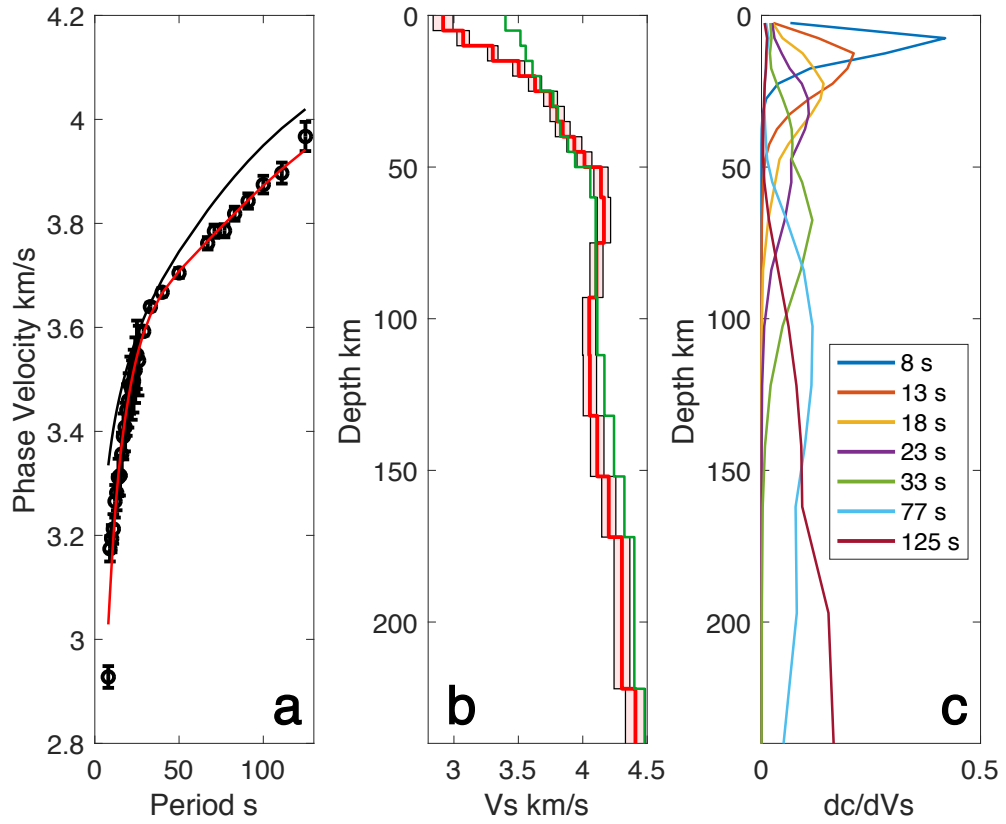 4.2
4
3.8
3.6
3.4
3.2
3
2.8
0 50 100
Phase Velocity km/s
Period s
a
0
50
100
150
200
3 3.5 4 4.5
Depth km
Vs km/s
b
0
50
100
150
200
0 0.5
Depth km
dc/dVs
8 s
13 s
18 s
23 s
33 s
77 s
125 s
c